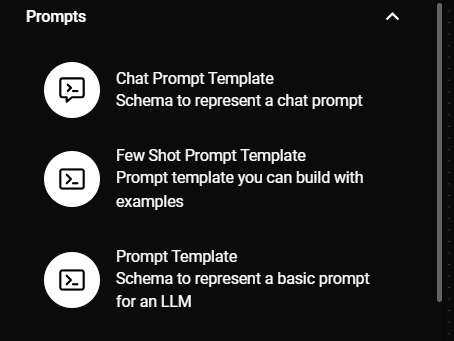 Prompts
Chat Prompt Template
Schema to represent a chat prompt
Few Shot Prompt Template
Prompt template you can build with
examples
Prompt Template
Schema to represent a basic prompt
for an LLM